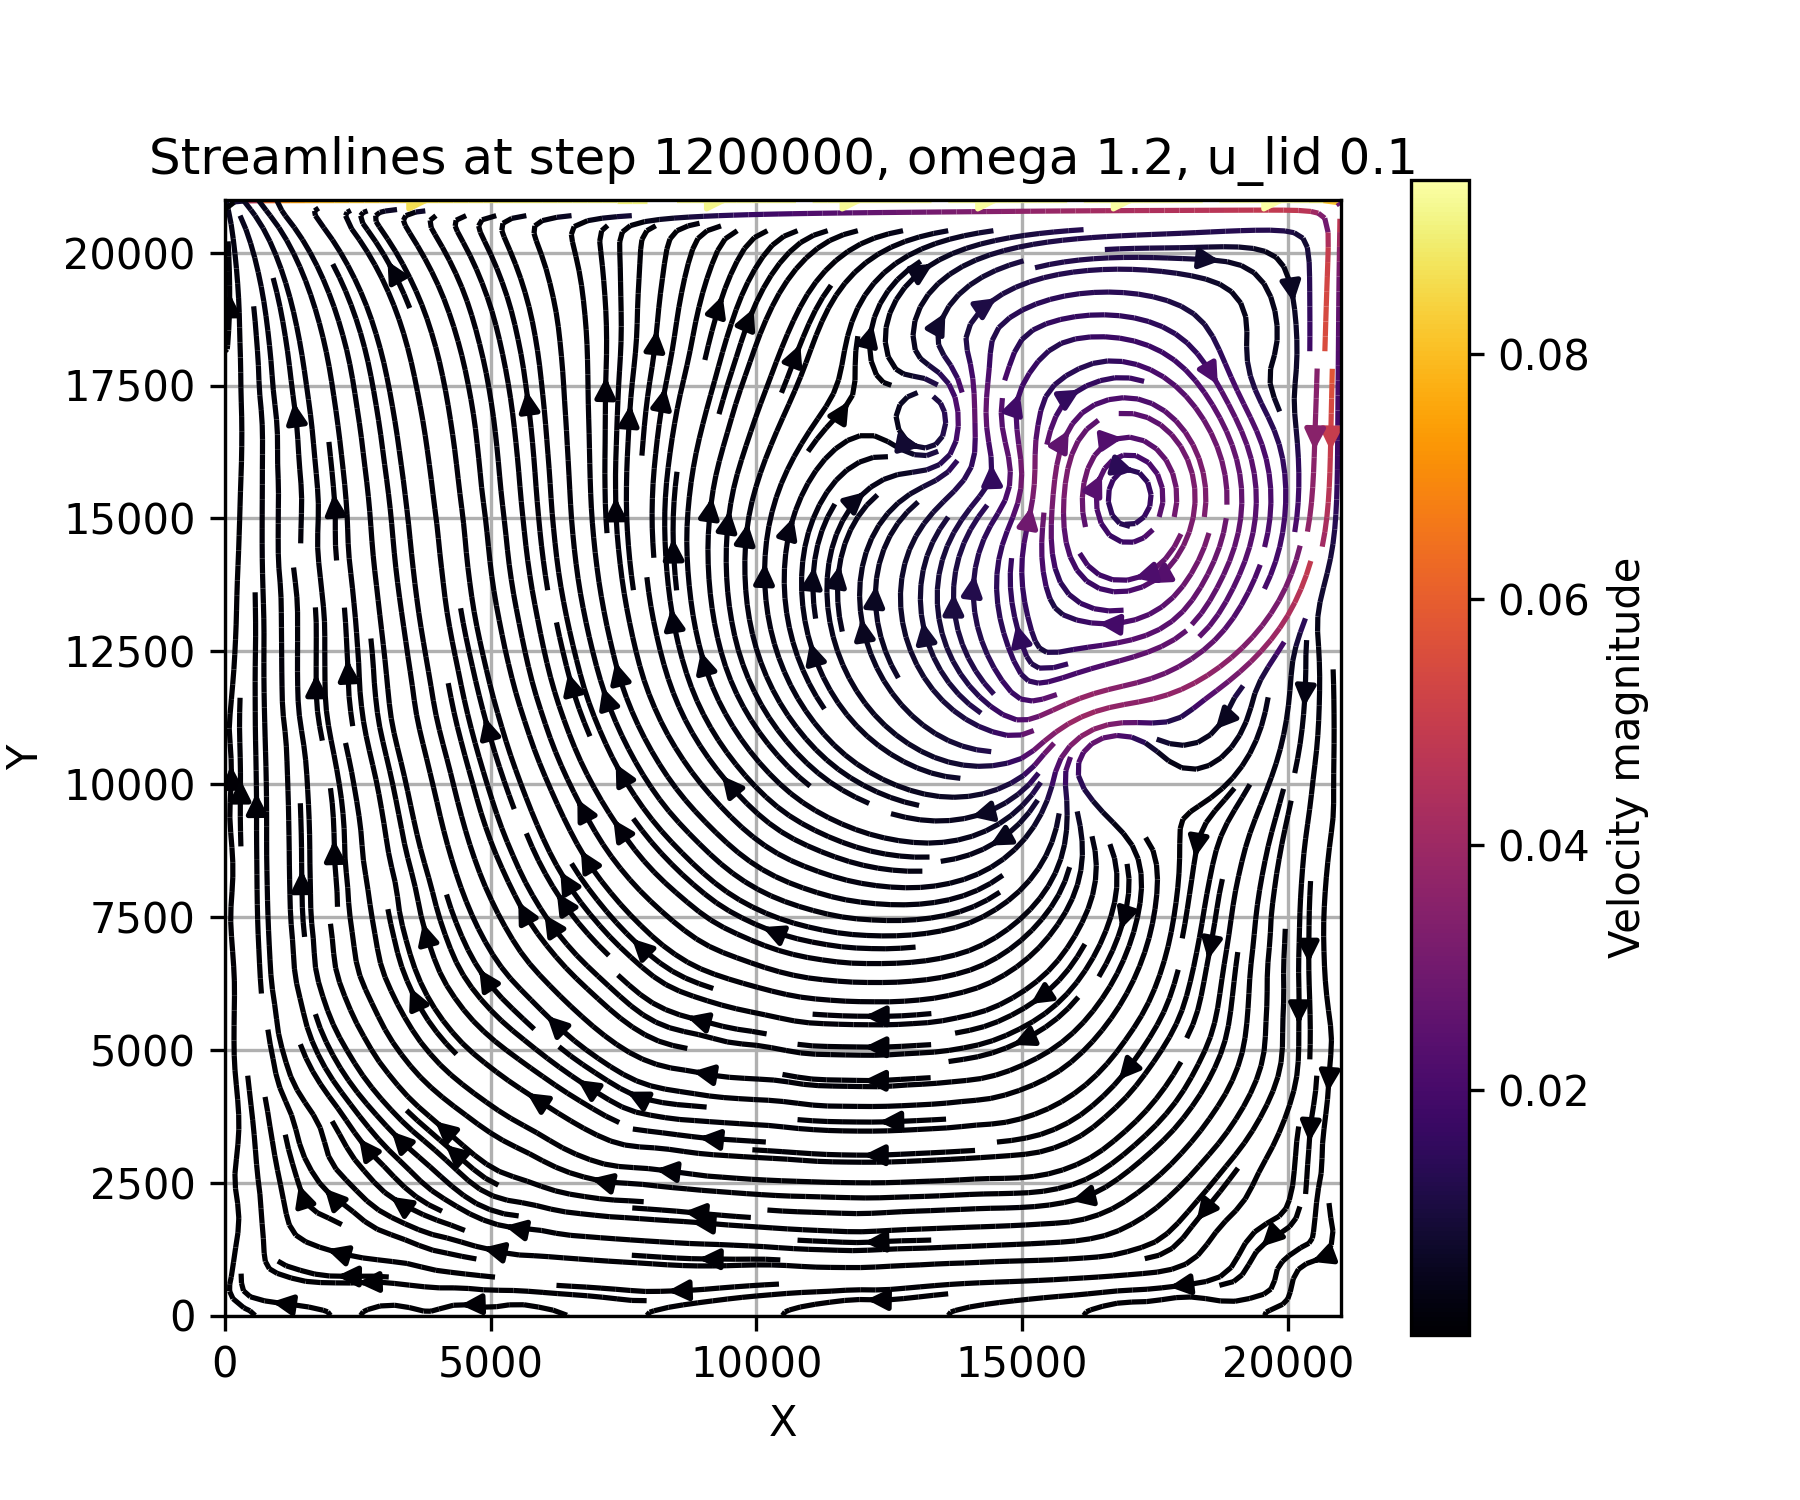 Streamlines at step 1200000, omega 1.2, u_lid 0.1
20000
17500
15000
12500
10000
7500
5000
2500
0
Y
0 5000 10000 15000 20000
X
0.08
0.06
0.04
0.02
Velocity magnitude